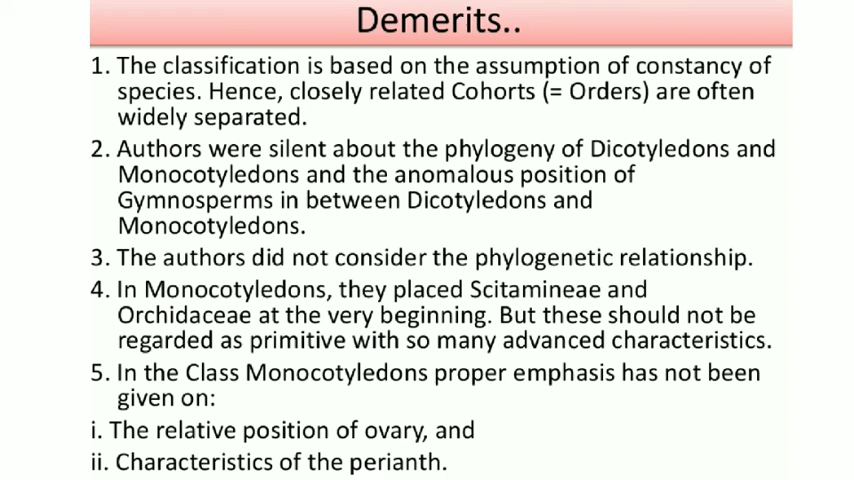 Demerits..
1. The classification is based on the assumption of constancy of
species. Hence, closely related Cohorts (= Orders) are often
widely separated.
2. Authors were silent about the phylogeny of Dicotyledons and
Monocotyledons and the anomalous position of
Gymnosperms in between Dicotyledons and
Monocotyledons.
3. The authors did not consider the phylogenetic relationship.
4. In Monocotyledons, they placed Scitamineae and
Orchidaceae at the very beginning. But these should not be
regarded as primitive with so many advanced characteristics.
5. In the Class Monocotyledons proper emphasis has not been
given on:
i. The relative position of ovary, and
ii. Characteristics of the perianth.